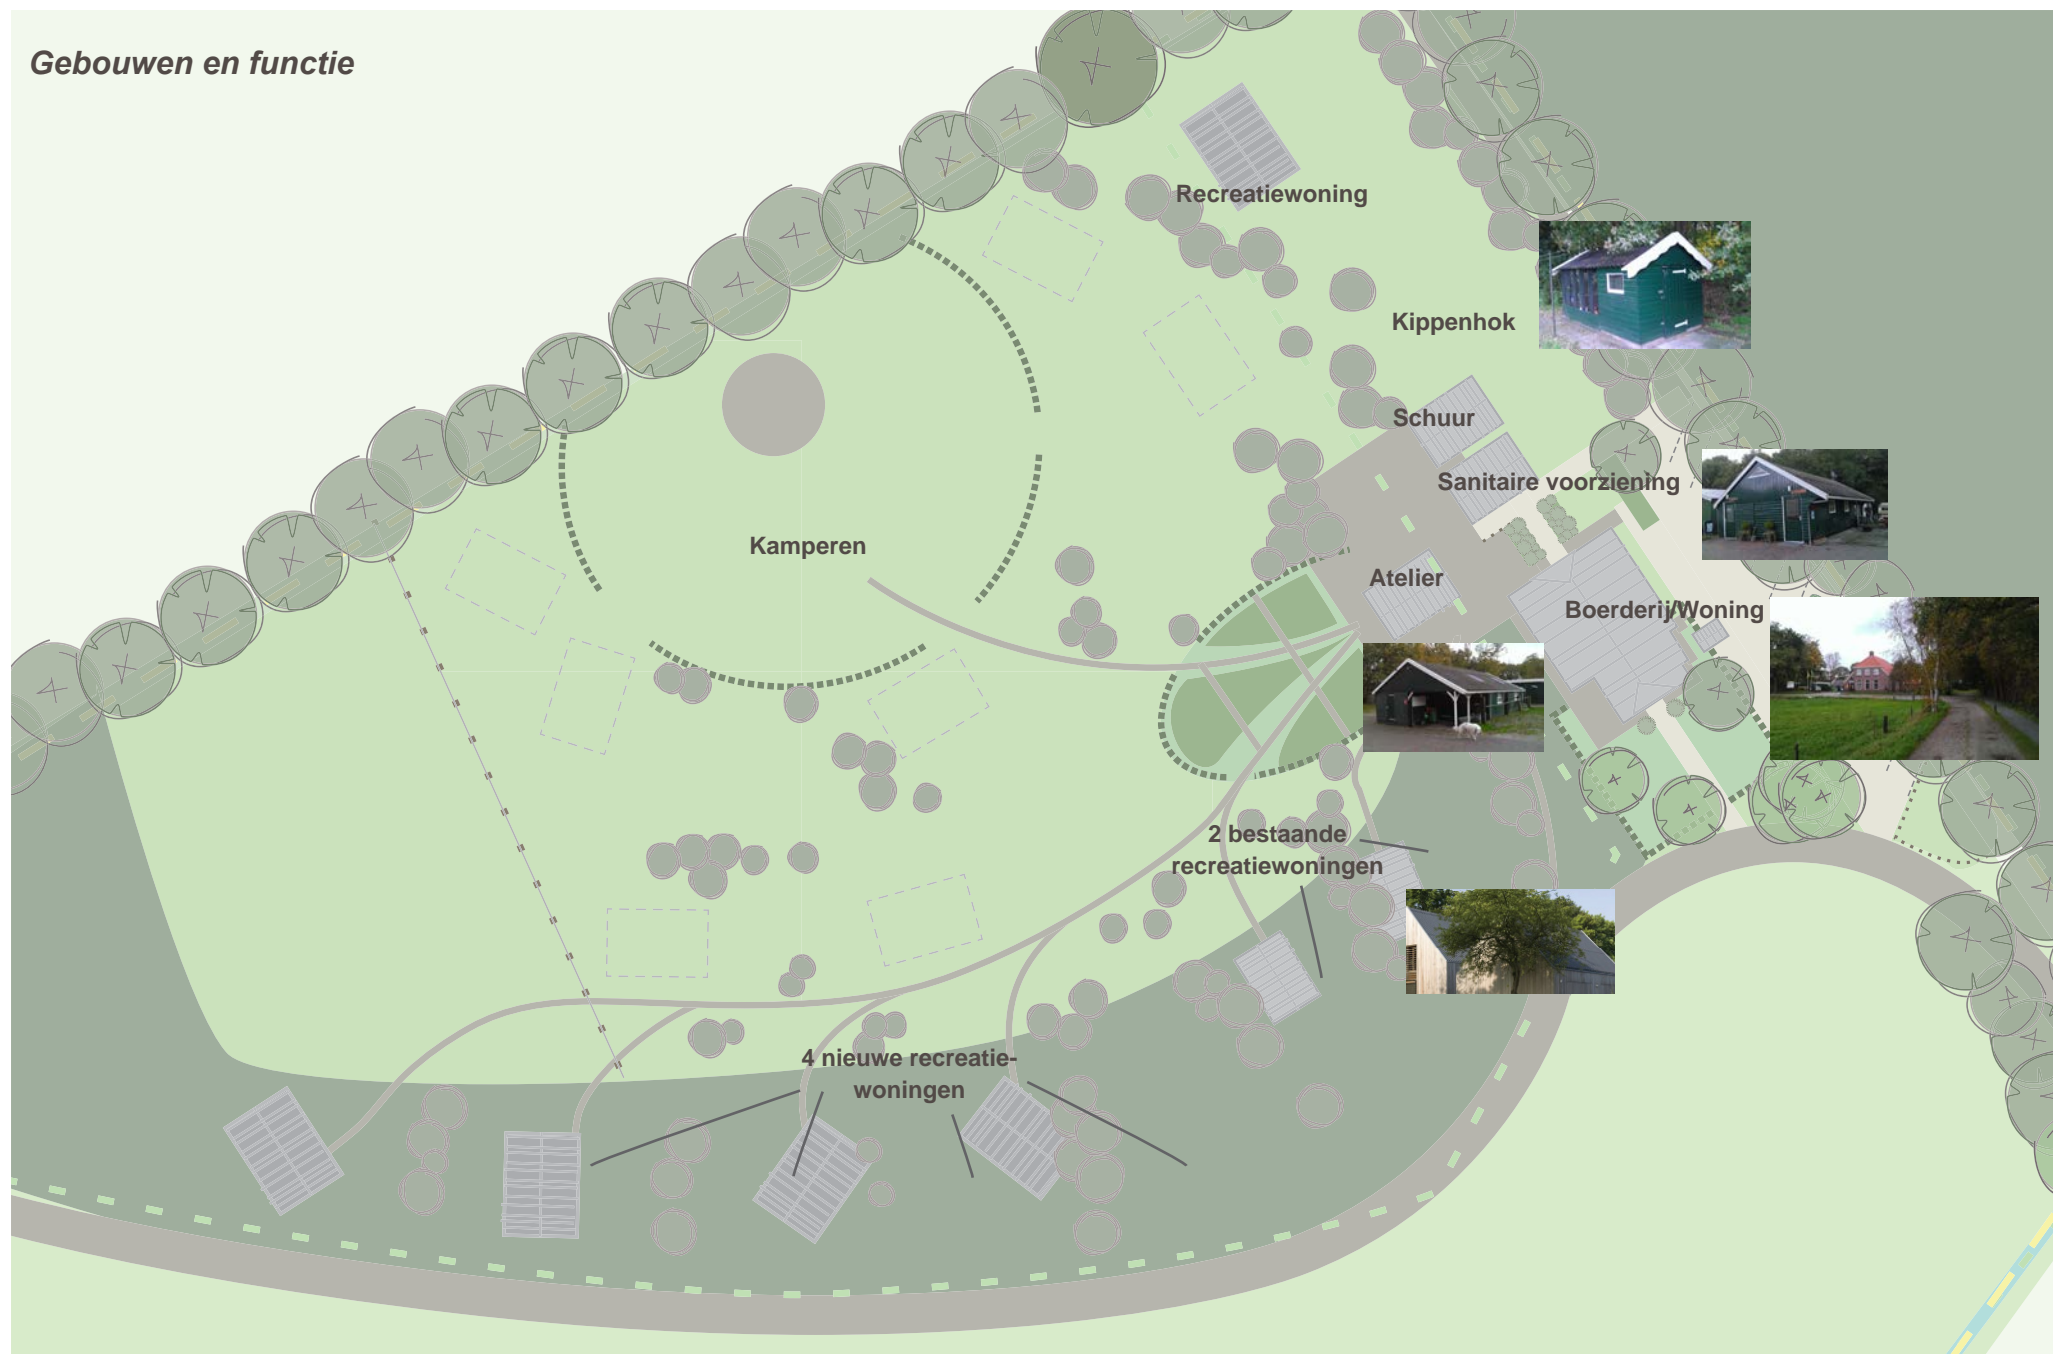 Gebouwen en functie
Recreatiewoning
Kippenhok
Schuur
Sanitaire voorziening
Kamperen
Atelier
Boerderij/Woning
2 bestaande
recreatiewoningen
4 nieuwe recreatie-
woningen